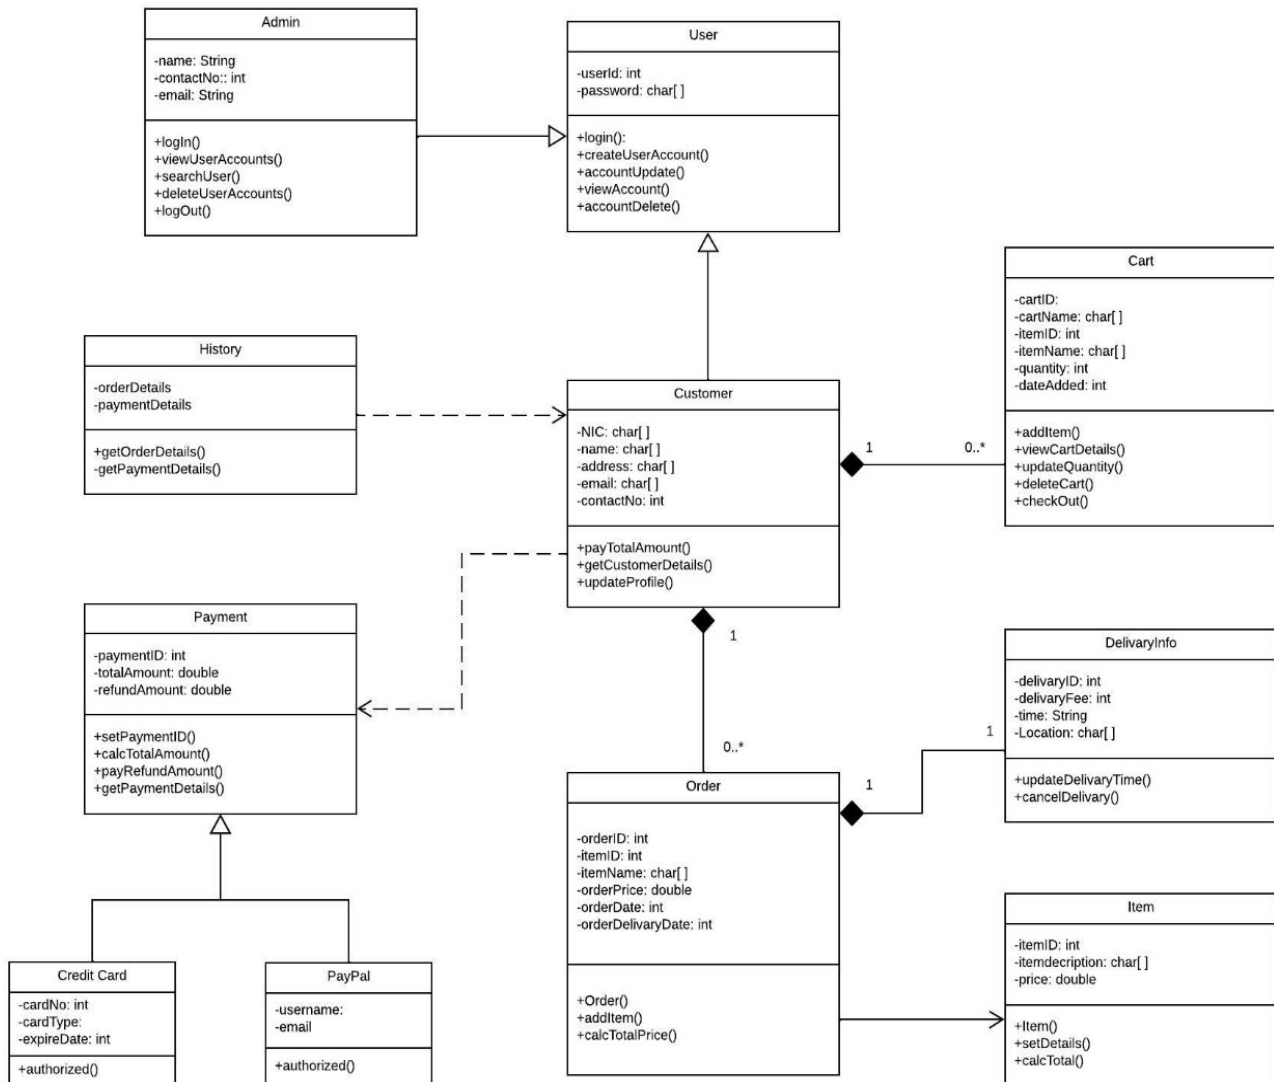 Admin
-name: String
-contactNo:: int
-email: String
+logIn()
+viewUserAccounts()
+searchUser()
+deleteUserAccounts()
+logOut()
User
-userId: int
-password: char[ ]
+login():
+createUserAccount()
+accountUpdate()
+viewAccount()
+accountDelete()
Cart
-cartID:
-cartName: char[ ]
-itemID: int
-itemName: char[ ]
-quantity: int
-dateAdded: int
+addItem()
+viewCartDetails()
+updateQuantity()
+deleteCart()
+checkOut()
History
-orderDetails
-paymentDetails
+getOrderDetails()
-getPaymentDetails()
Customer
-NIC: char[ ]
-name: char[ ]
-address: char[ ]
-email: char[ ]
-contactNo: int
+payTotalAmount()
+getCustomerDetails()
+updateProfile()
1
0..*
1
0..*
Payment
-paymentID: int
-totalAmount: double
-refundAmount: double
+setPaymentID()
+calcTotalAmount()
+payRefundAmount()
+getPaymentDetails()
DelivaryInfo
-delivaryID: int
-delivaryFee: int
-time: String
-Location: char[ ]
+updateDelivaryTime()
+cancelDelivary()
1
1
Order
-orderID: int
-itemID: int
-itemName: char[ ]
-orderPrice: double
-orderDate: int
-orderDelivaryDate: int
+Order()
+addItem()
+calcTotalPrice()
Item
-itemID: int
-itemdecription: char[ ]
-price: double
+Item()
+setDetails()
+calcTotal()
Credit Card
-cardNo: int
-cardType:
-expireDate: int
+authorized()
PayPal
-username:
-email
+authorized()